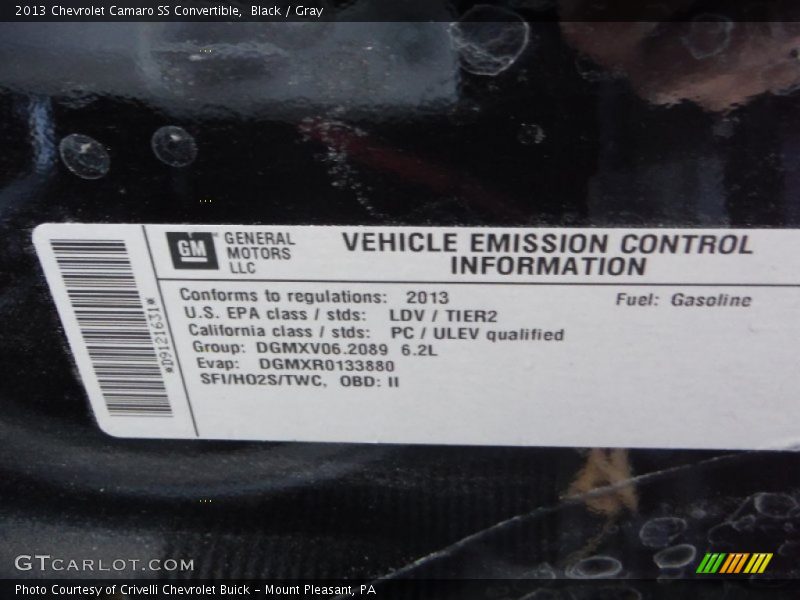 2013 Chevrolet Camaro SS Convertible, Black / Gray
GM
GENERAL
MOTORS
LLC
VEHICLE EMISSION CONTROL
INFORMATION
*D9121631*
Conforms to regulations: 2013
Fuel: Gasoline
U.S. EPA class / stds: LDV / TIER2
California class / stds: PC / ULEV qualified
Group: DGMXV06.2089 6.2L
Evap: DGMXR0133880
SFI/HO2S/TWC, OBD: II
GTCARLOT.COM
Photo Courtesy of Crivelli Chevrolet Buick – Mount Pleasant, PA